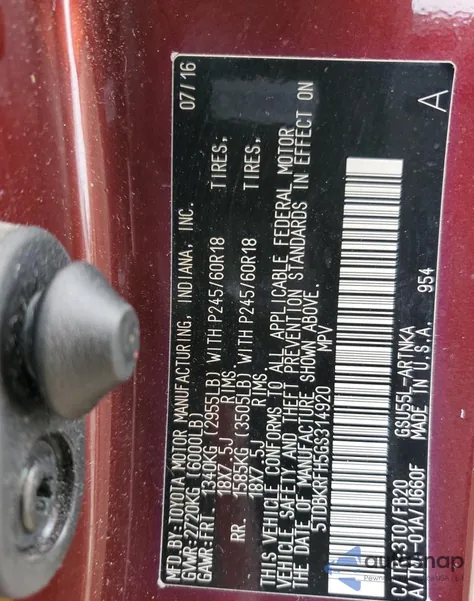 MFD. BY: TOYOTA MOTOR MANUFACTURING, INDIANA, INC. 07/16
GVWR: 2720KG (6000LB)
GAWR: FRT. 1340KG (2955LB) WITH P245/60R18 TIRES,
18X7.5J RIMS,
RR. 1585KG (3505LB) WITH P245/60R18 TIRES,
18X7.5J RIMS.
THIS VEHICLE CONFORMS TO ALL APPLICABLE FEDERAL MOTOR
VEHICLE SAFETY, AND THEFT PREVENTION STANDARDS IN EFFECT ON
THE DATE OF MANUFACTURE SHOWN ABOVE.
5TDBKRFH5GS314920 MPV
C/TR: 3T0/FB20 GSU55L-ARTNKA A
A/TM: -01A/U660F MADE IN U.S.A. 954
autosnap